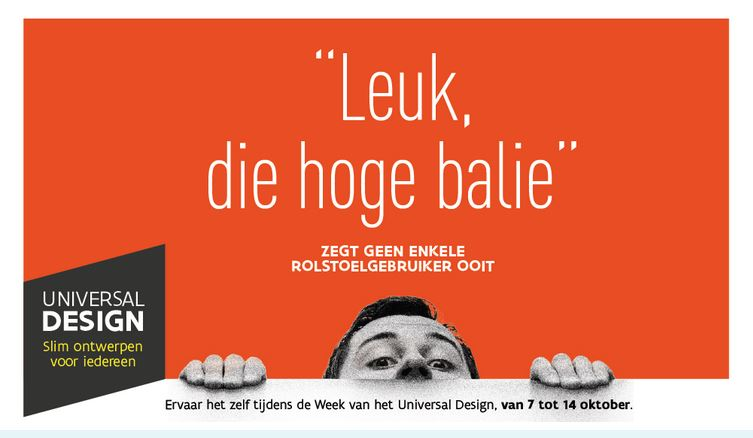 “Leuk,
die hoge balie”
ZEGT GEEN ENKELE
ROLSTOELGEBRUIKER OOIT
UNIVERSAL
DESIGN
Slim ontwerpen
voor iedereen
Ervaar het zelf tijdens de Week van het Universal Design, van 7 tot 14 oktober.